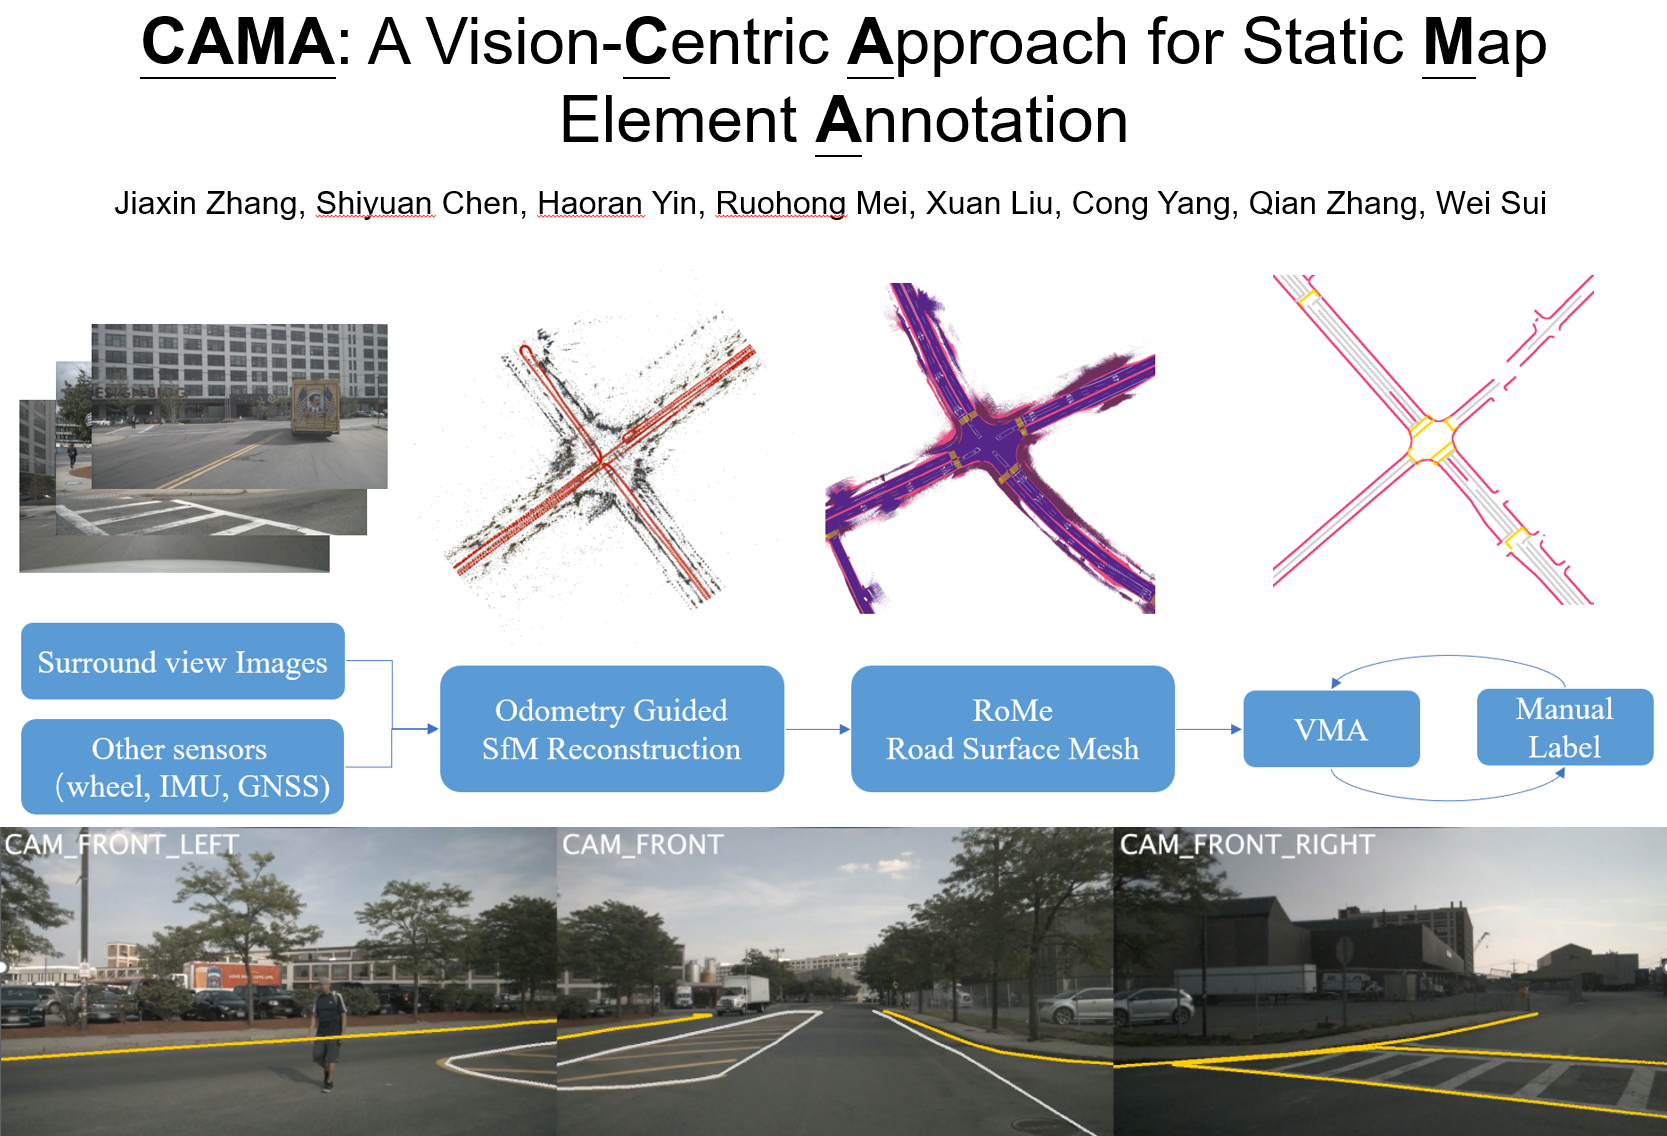 CAMA: A Vision-Centric Approach for Static Map
Element Annotation
Jiaxin Zhang, Shiyuan Chen, Haoran Yin, Ruohong Mei, Xuan Liu, Cong Yang, Qian Zhang, Wei Sui
Surround view Images
Other sensors
(wheel, IMU, GNSS)
Odometry Guided
SfM Reconstruction
RoMe
Road Surface Mesh
VMA
Manual
Label
CAM_FRONT_LEFT
CAM_FRONT
CAM_FRONT_RIGHT